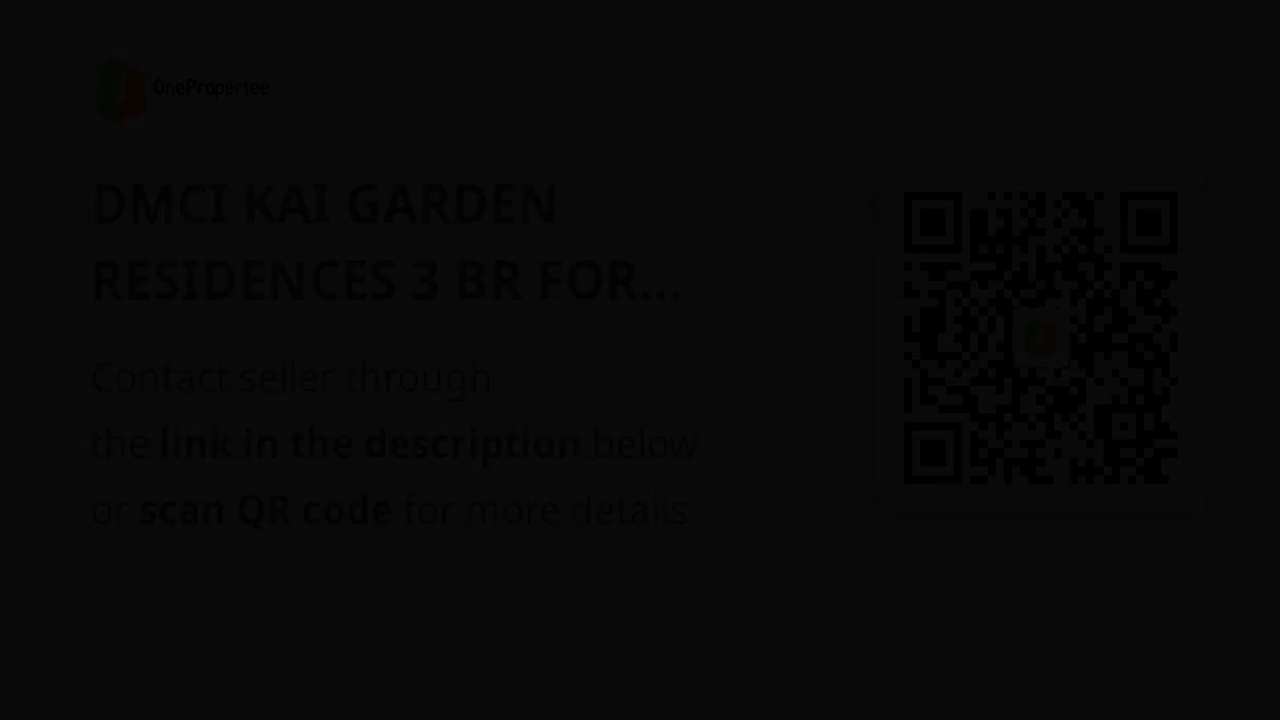 OnePropertee
DMCI KAI GARDEN
RESIDENCES 3 BR FOR...
Contact seller through
the link in the description below
or scan QR code for more details